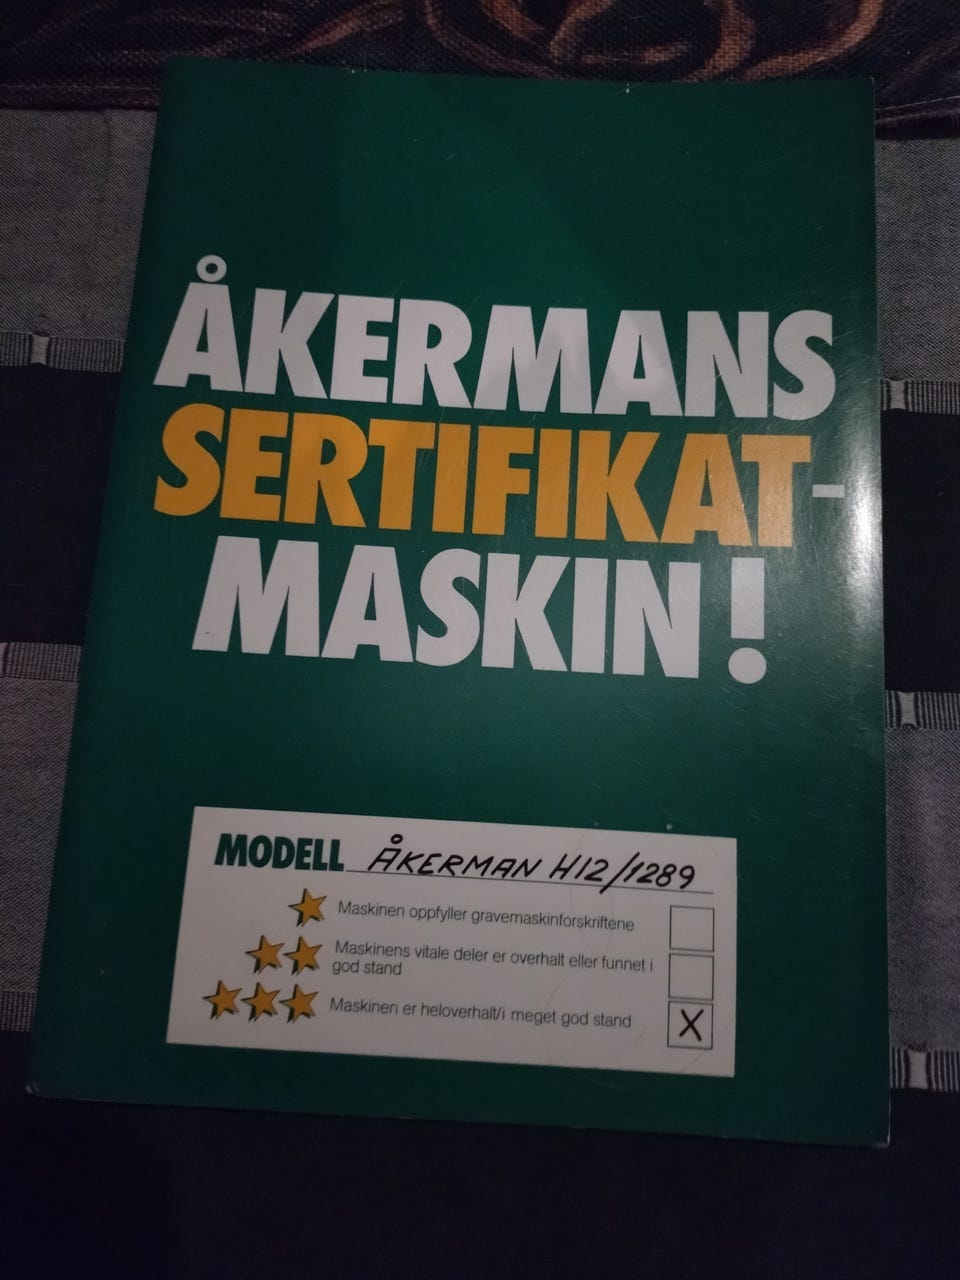 ÅKERMANS
SERTIFIKAT-
MASKIN!
MODELL ÅKERMAN H12/1289
Maskinen oppfyller gravemaskinforskriftene
Maskinens vitale deler er overhalt eller funnet i
god stand
Maskinen er heloverhalt/i meget god stand X